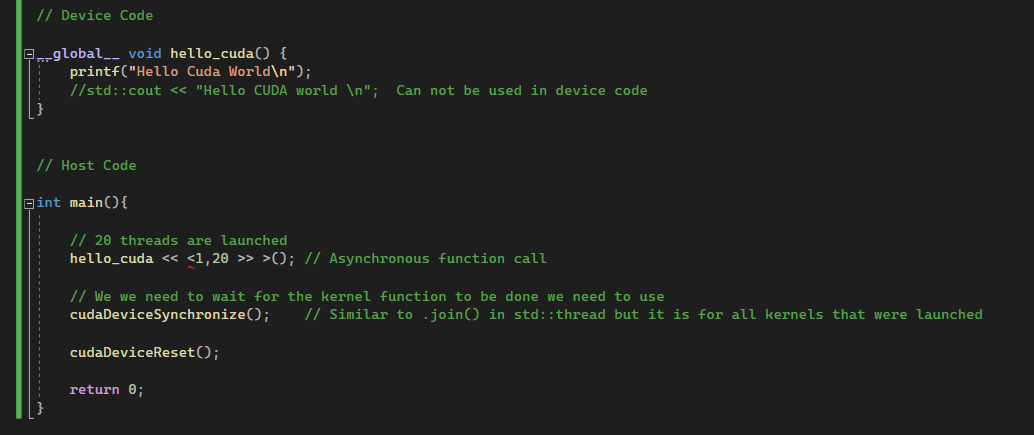 // Device Code
__global__ void hello_cuda() {
printf("Hello Cuda World\n");
//std::cout << "Hello CUDA world \n";  Can not be used in device code
}
// Host Code
int main(){
// 20 threads are launched
hello_cuda << <1,20 >> >(); // Asynchronous function call
// We we need to wait for the kernel function to be done we need to use
cudaDeviceSynchronize();    // Similar to .join() in std::thread but it is for all kernels that were launched
cudaDeviceReset();
return 0;
}